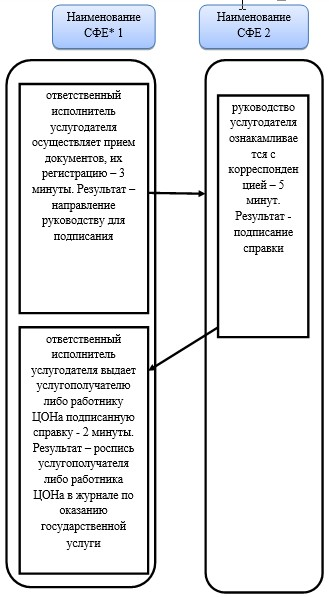 Наименование
СФЕ* 1
Наименование
СФЕ 2
ответственный
исполнитель
услугодателя
осуществляет прием
документов, их
регистрацию – 3
минуты. Результат –
направление
руководству для
подписания
руководство
услугодателя
ознакамливае
тся с
корреспонден
цией – 5
минут.
Результат -
подписание
справки
ответственный
исполнитель
услугодателя выдает
услугополучателю
либо работнику
ЦОНа подписанную
справку - 2 минуты.
Результат – роспись
услугополучателя
либо работника
ЦОНа в журнале по
оказанию
государственной
услуги